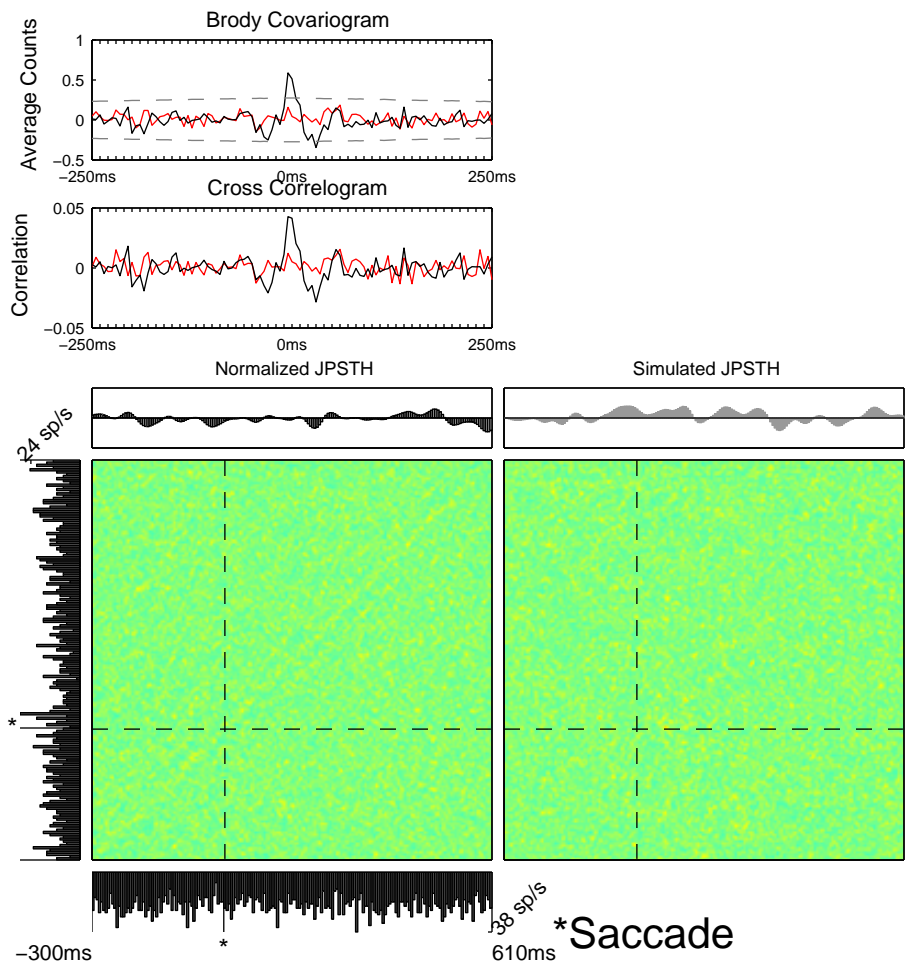 Brody Covariogram
Average Counts
1
0.5
0
−0.5
−250ms
0ms
250ms
Cross Correlogram
Correlation
0.05
0
−0.05
−250ms
0ms
250ms
Normalized JPSTH
Simulated JPSTH
24 sp/s
*
38 sp/s
*
*Saccade
−300ms
610ms